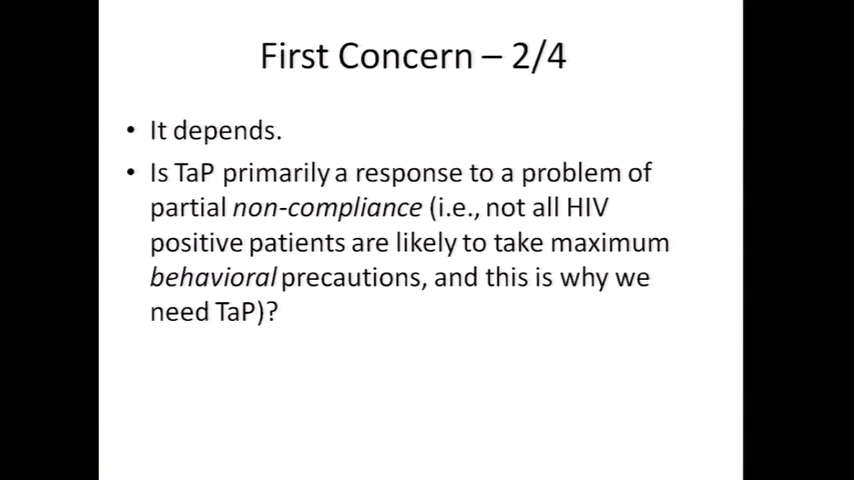 First Concern – 2/4
• It depends.
• Is TaP primarily a response to a problem of
partial non-compliance (i.e., not all HIV
positive patients are likely to take maximum
behavioral precautions, and this is why we
need TaP)?